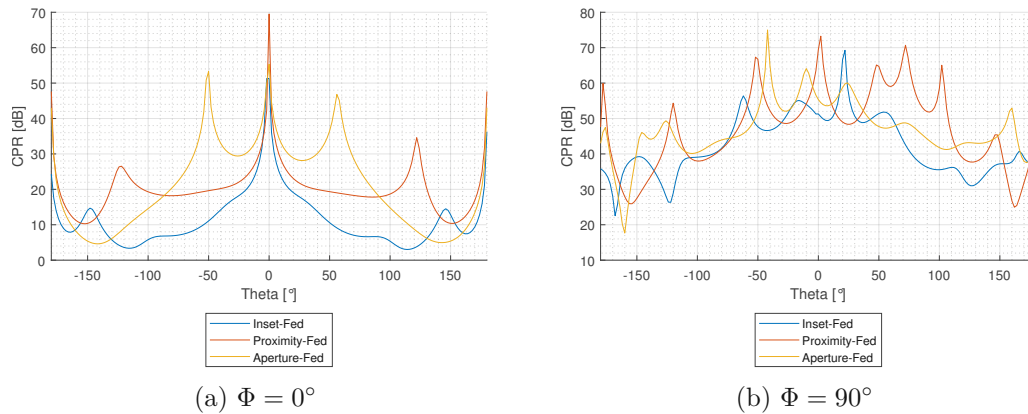 70
60
50
40
30
20
10
0
CPR [dB]
-150 -100 -50 0 50 100 150
Theta [°]
Inset-Fed
Proximity-Fed
Aperture-Fed
(a) Φ = 0°
80
70
60
50
40
30
20
10
CPR [dB]
-150 -100 -50 0 50 100 150
Theta [°]
Inset-Fed
Proximity-Fed
Aperture-Fed
(b) Φ = 90°